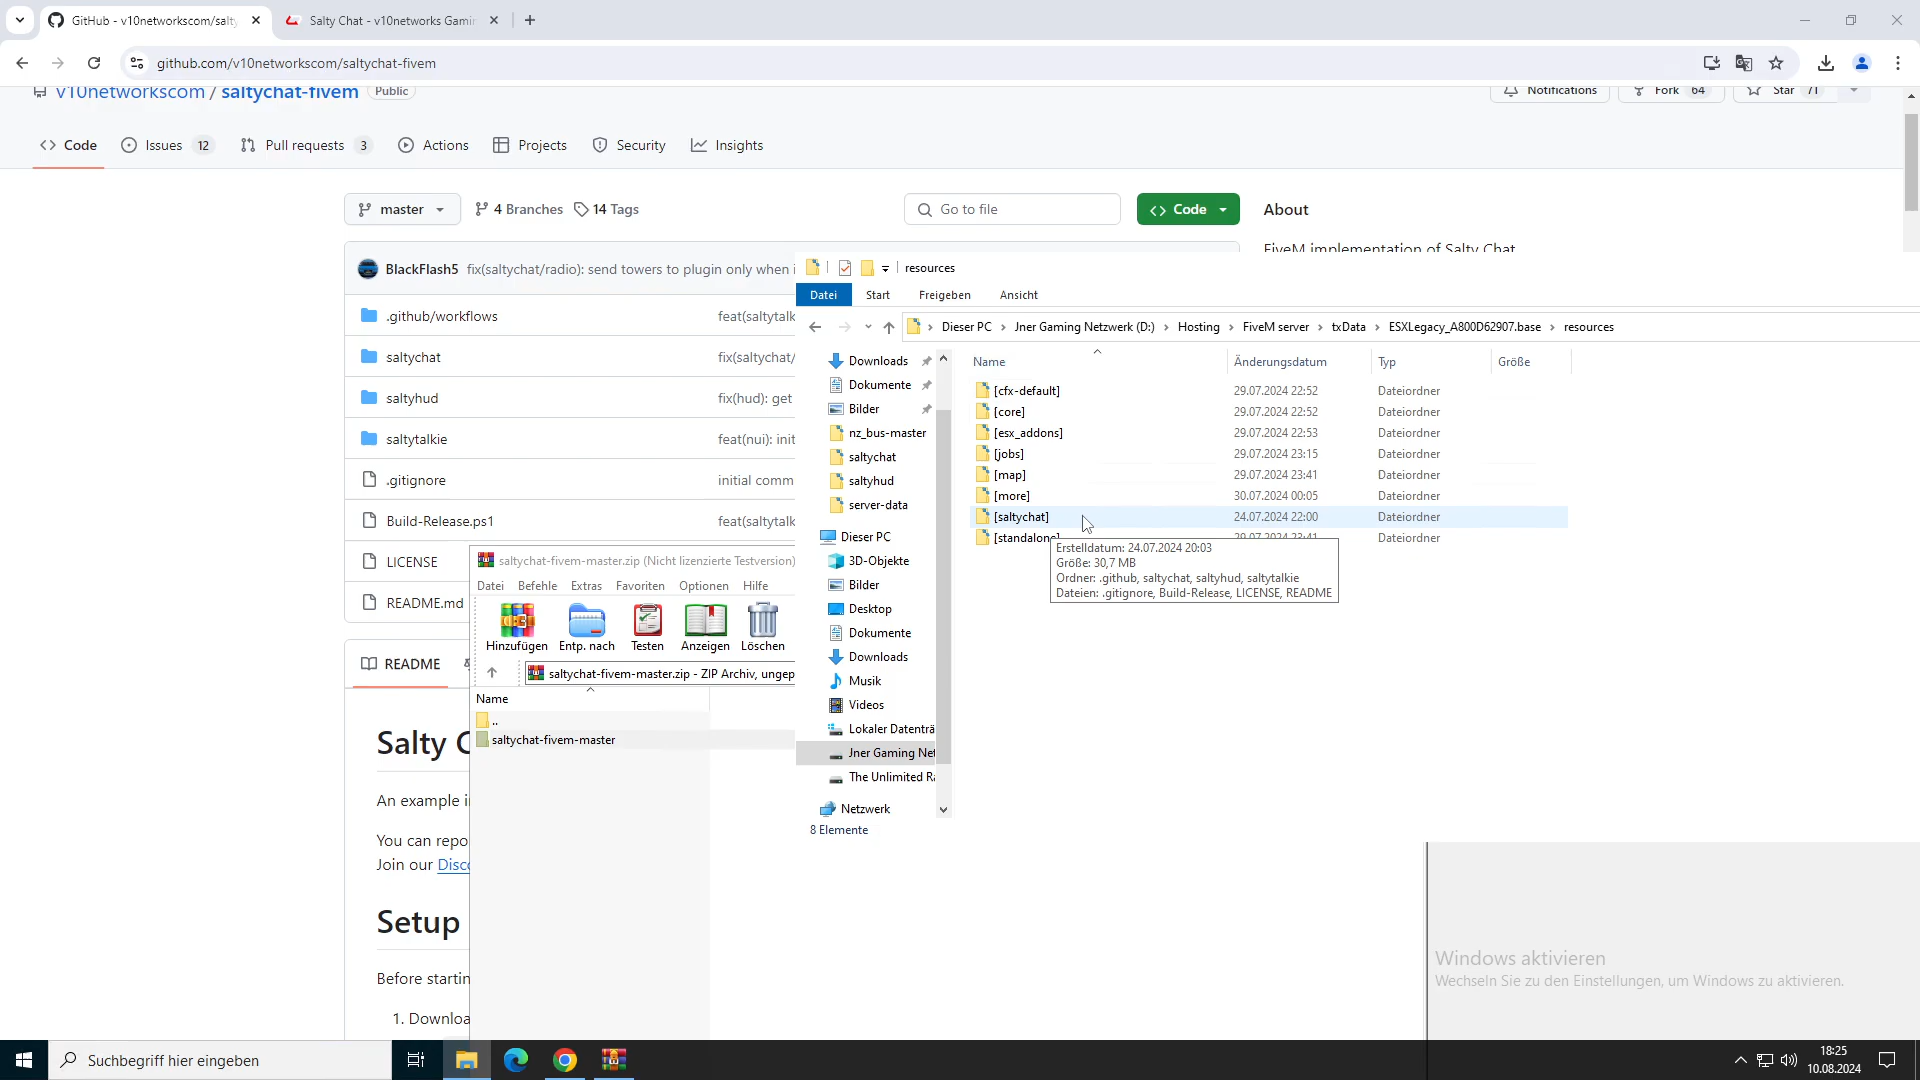 GitHub - v10networkscom/salty
Salty Chat - v10networks Gamin
github.com/v10networkscom/saltychat-fivem
v10networkscom / saltychat-fivem Public
Notifications
Fork 64
Star 71
Code
Issues 12
Pull requests 3
Actions
Projects
Security
Insights
master
4 Branches
14 Tags
Go to file
Code
About
FiveM implementation of Salty Chat
BlackFlash5 fix(saltychat/radio): send towers to plugin only when i
.github/workflows feat(saltytalk
saltychat fix(saltychat/
saltyhud fix(hud): get
saltytalkie feat(nui): init
.gitignore initial comm
Build-Release.ps1 feat(saltytalk
LICENSE
README.md
README
Salty C
An example i
You can repo
Join our Disc
Setup
Before startin
1. Downloa
resources
Datei Start Freigeben Ansicht
Dieser PC Jner Gaming Netzwerk (D:) Hosting FiveM server txData ESXLegacy_A800D62907.base resources
Downloads
Dokumente
Bilder
nz_bus-master
saltychat
saltyhud
server-data
Dieser PC
3D-Objekte
Bilder
Desktop
Dokumente
Downloads
Musik
Videos
Lokaler Datenträ
Jner Gaming Net
The Unlimited Ra
Netzwerk
8 Elemente
Name Änderungsdatum Typ Größe
[cfx-default] 29.07.2024 22:52 Dateiordner
[core] 29.07.2024 22:52 Dateiordner
[esx_addons] 29.07.2024 22:53 Dateiordner
[jobs] 29.07.2024 23:15 Dateiordner
[map] 29.07.2024 23:41 Dateiordner
[more] 30.07.2024 00:05 Dateiordner
[saltychat] 24.07.2024 22:00 Dateiordner
[standalone] 29.07.2024 23:41 Dateiordner
Erstelldatum: 24.07.2024 20:03
Größe: 30,7 MB
Ordner: .github, saltychat, saltyhud, saltytalkie
Dateien: .gitignore, Build-Release, LICENSE, README
saltychat-fivem-master.zip (Nicht lizenzierte Testversion)
Datei Befehle Extras Favoriten Optionen Hilfe
Hinzufügen Entp. nach Testen Anzeigen Löschen
saltychat-fivem-master.zip - ZIP Archiv, ungep
Name
..
saltychat-fivem-master
Windows aktivieren
Wechseln Sie zu den Einstellungen, um Windows zu aktivieren.
Suchbegriff hier eingeben
18:25
10.08.2024